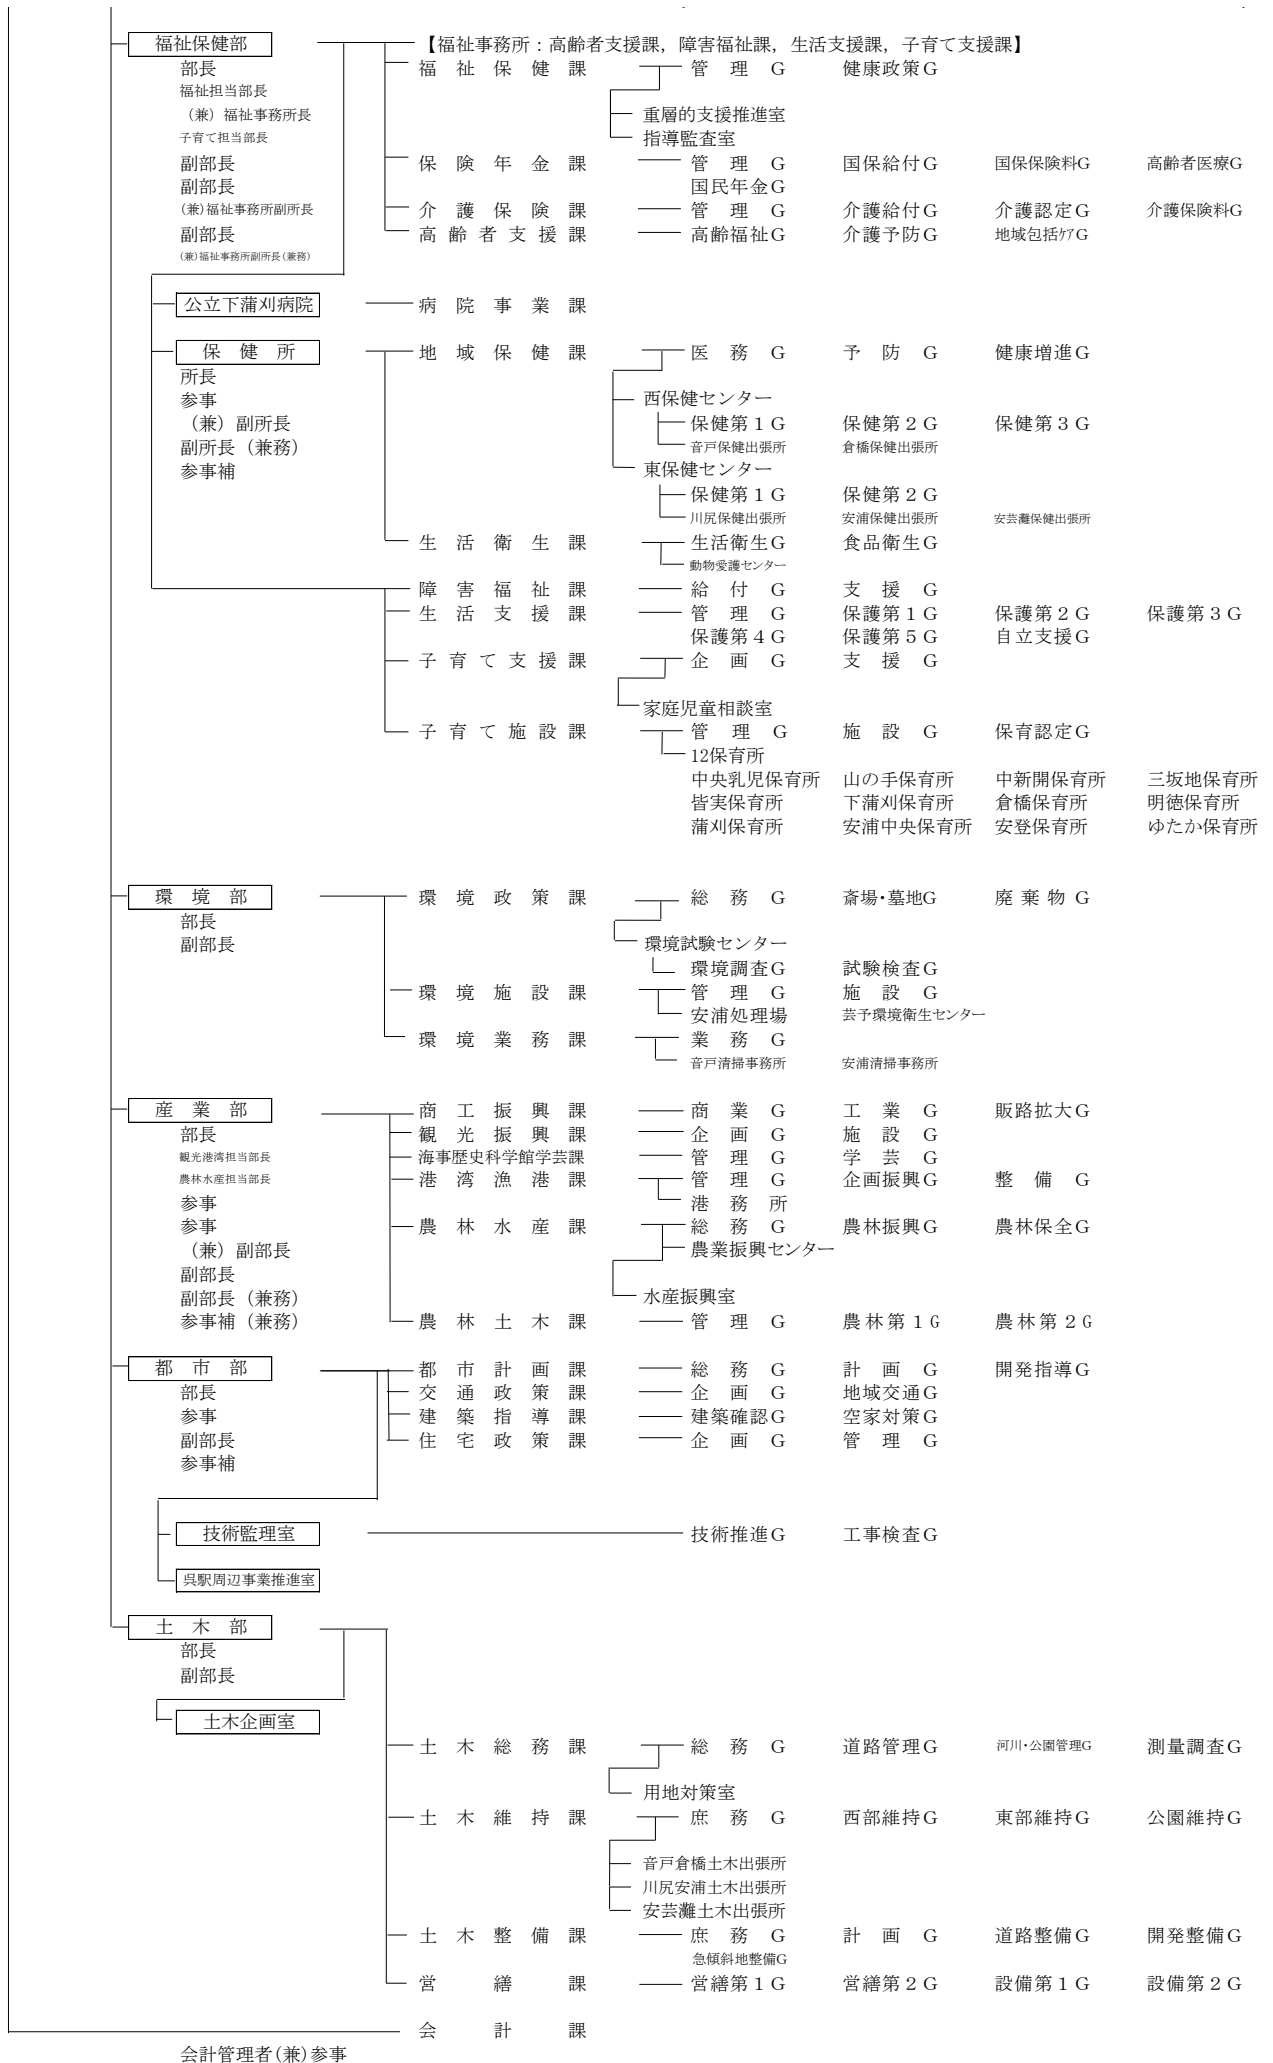 福祉保健部 【福祉事務所：高齢者支援課，障害福祉課，生活支援課，子育て支援課】
部長 福祉保健課 管理G 健康政策G
福祉担当部長
（兼）福祉事務所長 重層的支援推進室
子育て担当部長 指導監査室
副部長 保険年金課 管理G 国保給付G 国保保険料G 高齢者医療G
副部長 国民年金G
(兼)福祉事務所副所長 介護保険課 管理G 介護給付G 介護認定G 介護保険料G
副部長 高齢者支援課 高齢福祉G 介護予防G 地域包括ｹｱG
(兼)福祉事務所副所長(兼務)
公立下蒲刈病院 病院事業課
保健所 地域保健課 医務G 予防G 健康増進G
所長
参事 西保健センター
（兼）副所長 保健第１G 保健第２G 保健第３G
副所長（兼務） 音戸保健出張所 倉橋保健出張所
参事補 東保健センター
保健第１G 保健第２G
川尻保健出張所 安浦保健出張所 安芸灘保健出張所
生活衛生課 生活衛生G 食品衛生G
動物愛護センター
障害福祉課 給付G 支援G
生活支援課 管理G 保護第１G 保護第２G 保護第３G
保護第４G 保護第５G 自立支援G
子育て支援課 企画G 支援G
家庭児童相談室
子育て施設課 管理G 施設G 保育認定G
12保育所
中央乳児保育所 山の手保育所 中新開保育所 三坂地保育所
皆実保育所 下蒲刈保育所 倉橋保育所 明徳保育所
蒲刈保育所 安浦中央保育所 安登保育所 ゆたか保育所
環境部 環境政策課 総務G 斎場・墓地G 廃棄物G
部長
副部長 環境試験センター
環境調査G 試験検査G
環境施設課 管理G 施設G
安浦処理場 芸予環境衛生センター
環境業務課 業務G
音戸清掃事務所 安浦清掃事務所
産業部 商工振興課 商業G 工業G 販路拡大G
部長 観光振興課 企画G 施設G
観光港湾担当部長 海事歴史科学館学芸課 管理G 学芸G
農林水産担当部長 港湾漁港課 管理G 企画振興G 整備G
参事 港務所
参事 農林水産課 総務G 農林振興G 農林保全G
（兼）副部長 農業振興センター
副部長
副部長（兼務） 水産振興室
参事補（兼務） 農林土木課 管理G 農林第１G 農林第２G
都市部 都市計画課 総務G 計画G 開発指導G
部長 交通政策課 企画G 地域交通G
参事 建築指導課 建築確認G 空家対策G
副部長 住宅政策課 企画G 管理G
参事補
技術監理室 技術推進G 工事検査G
呉駅周辺事業推進室
土木部
部長
副部長
土木企画室
土木総務課 総務G 道路管理G 河川・公園管理G 測量調査G
用地対策室
土木維持課 庶務G 西部維持G 東部維持G 公園維持G
音戸倉橋土木出張所
川尻安浦土木出張所
安芸灘土木出張所
土木整備課 庶務G 計画G 道路整備G 開発整備G
急傾斜地整備G
営繕課 営繕第１G 営繕第２G 設備第１G 設備第２G
会計課
会計管理者(兼)参事